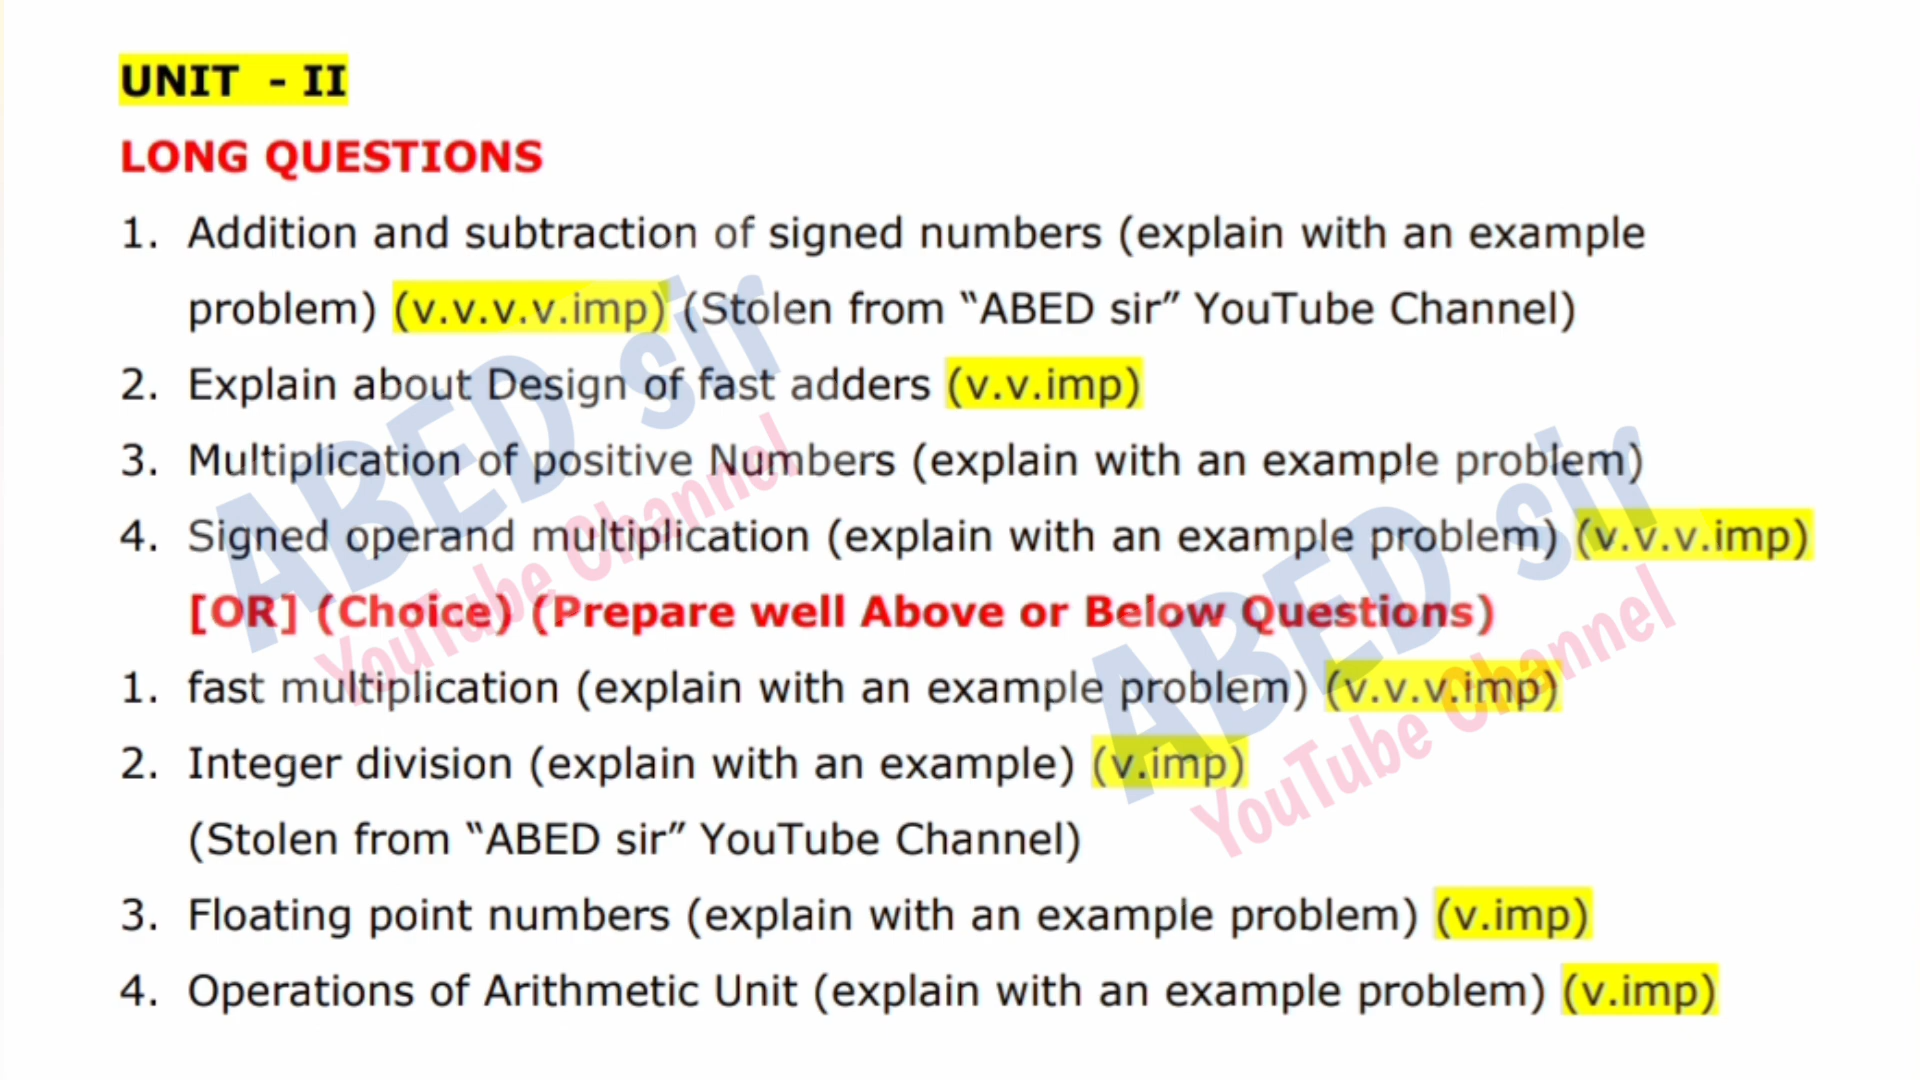 UNIT - II
LONG QUESTIONS
1. Addition and subtraction of signed numbers (explain with an example
problem) (v.v.v.v.imp) (Stolen from “ABED sir” YouTube Channel)
2. Explain about Design of fast adders (v.v.imp)
3. Multiplication of positive Numbers (explain with an example problem)
4. Signed operand multiplication (explain with an example problem) (v.v.v.imp)
[OR] (Choice) (Prepare well Above or Below Questions)
1. fast multiplication (explain with an example problem) (v.v.v.imp)
2. Integer division (explain with an example) (v.imp)
(Stolen from “ABED sir” YouTube Channel)
3. Floating point numbers (explain with an example problem) (v.imp)
4. Operations of Arithmetic Unit (explain with an example problem) (v.imp)
ABED sir
YouTube Channel
ABED sir
YouTube Channel